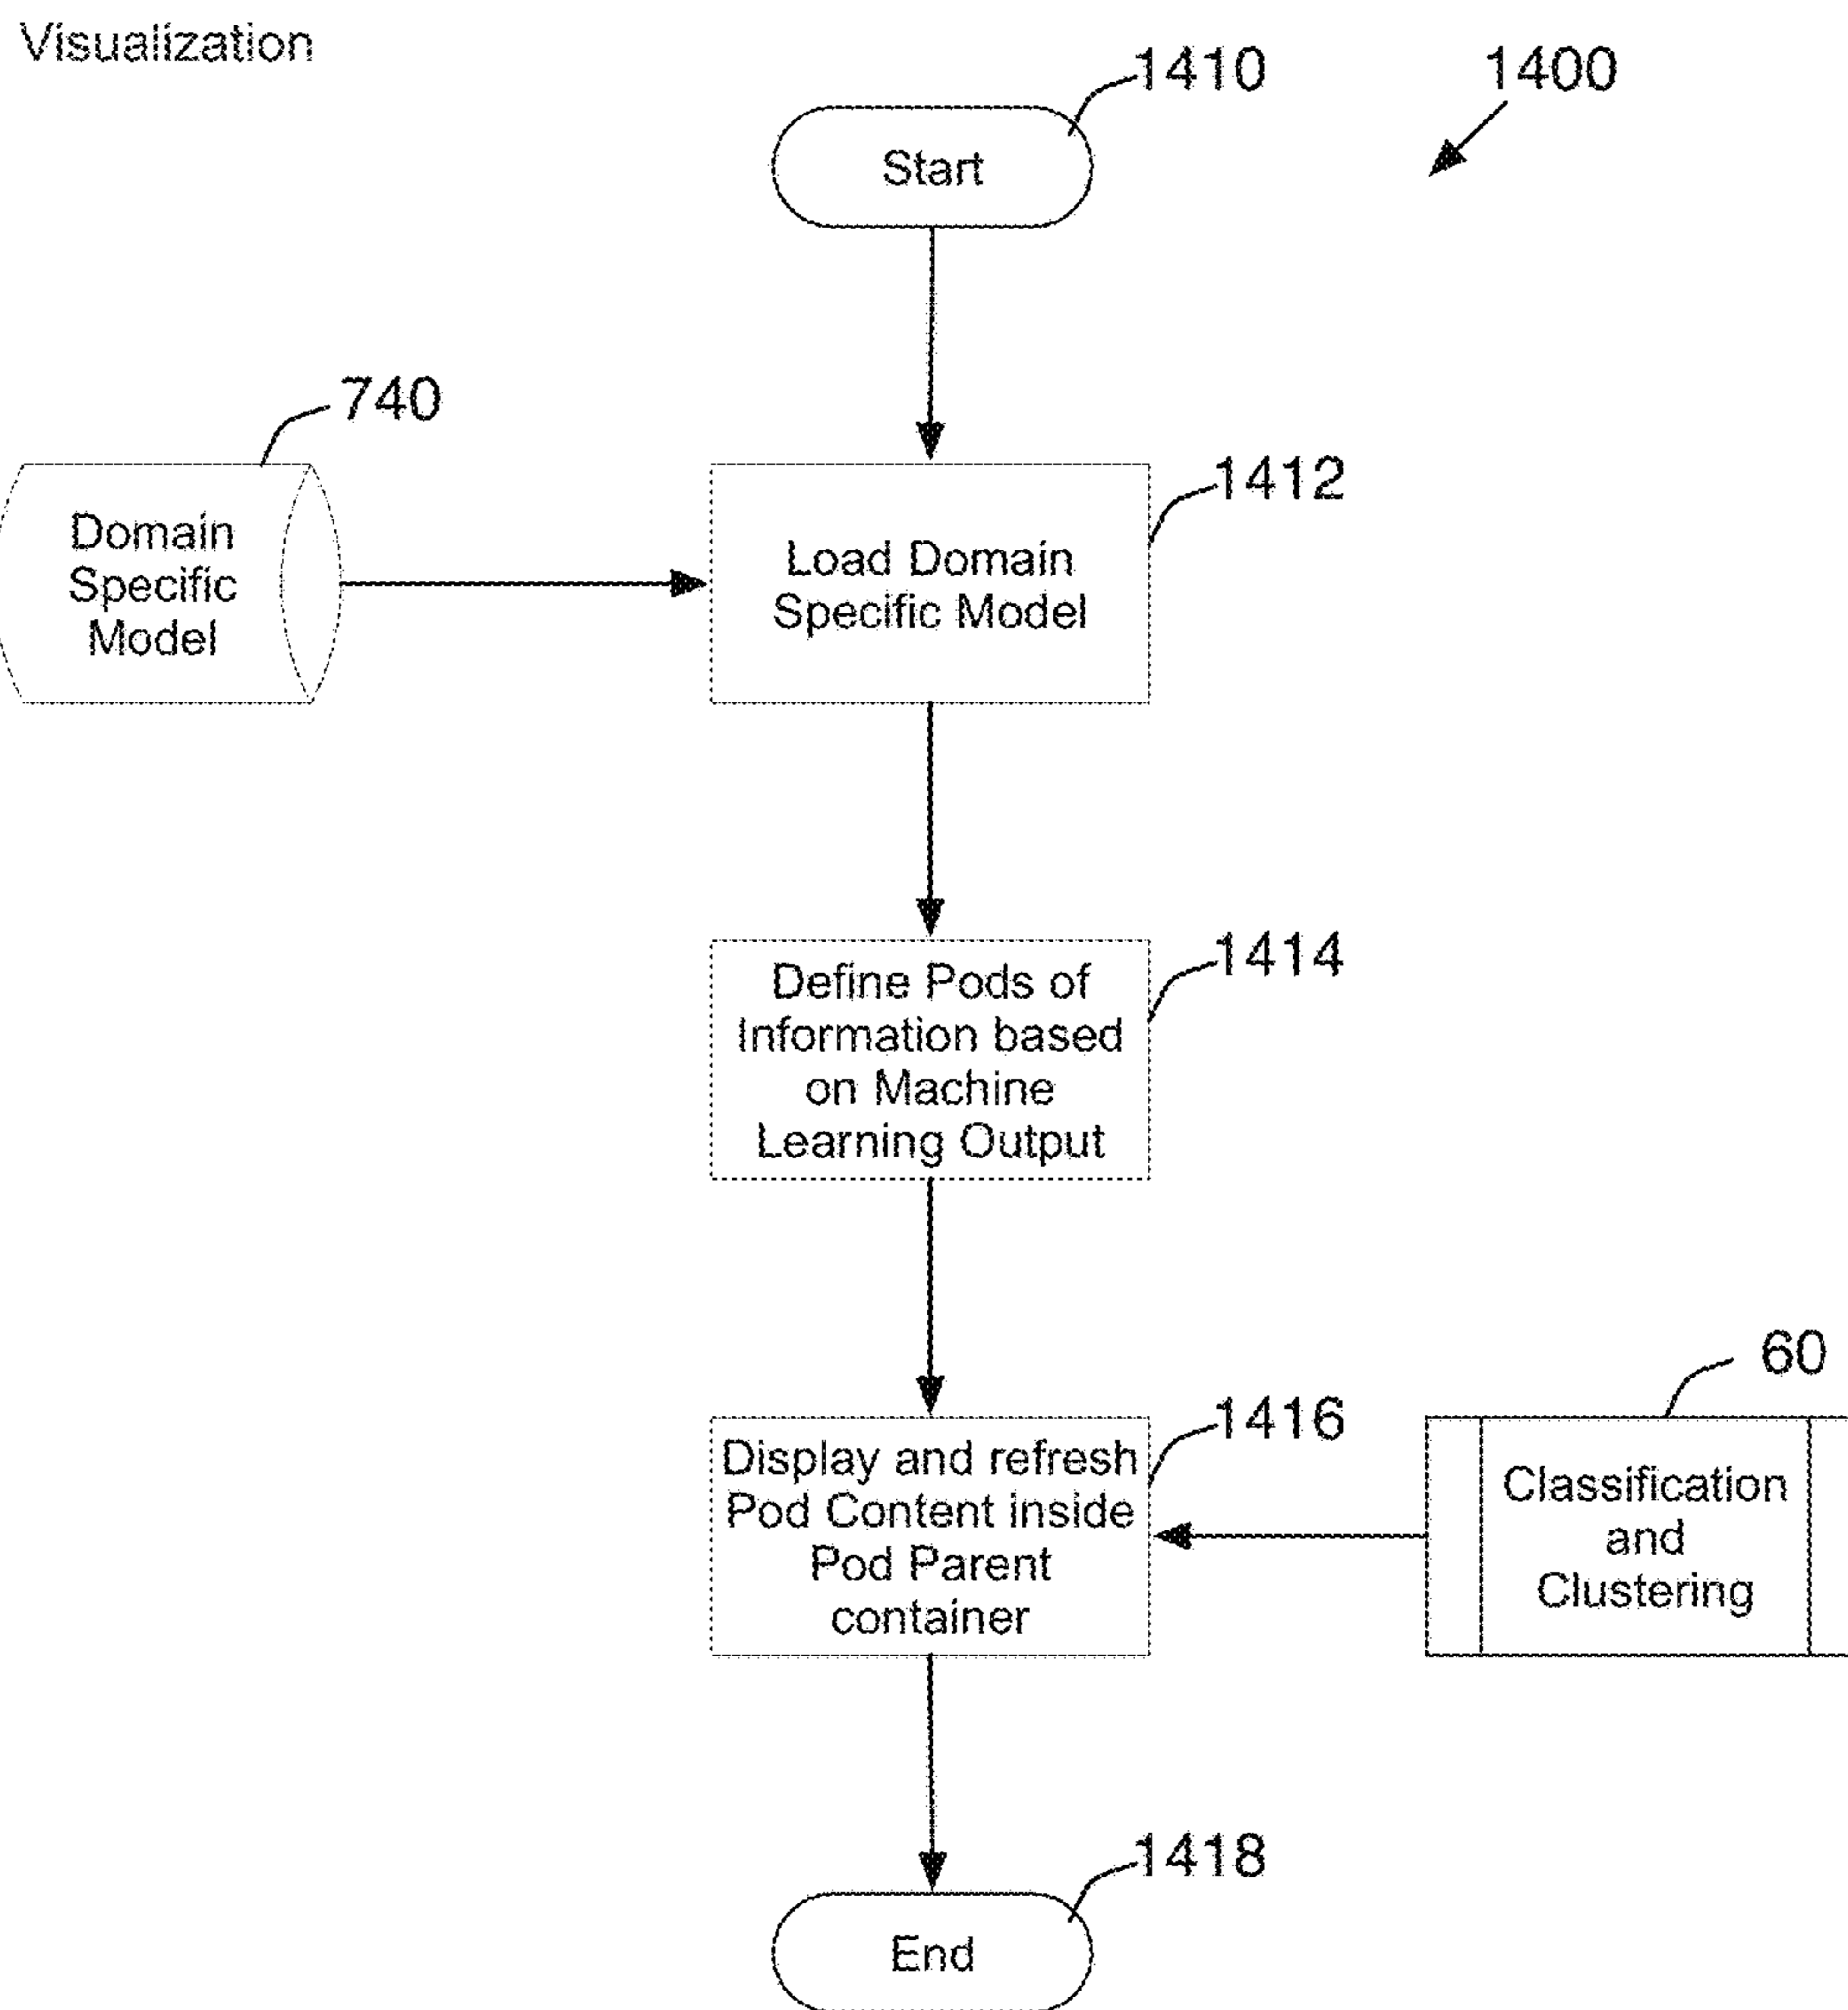 Visualization
1410
1400
Start
740
Domain
Specific
Model
1412
Load Domain
Specific Model
1414
Define Pods of
Information based
on Machine
Learning Output
1416
Display and refresh
Pod Content inside
Pod Parent
container
60
Classification
and
Clustering
1418
End